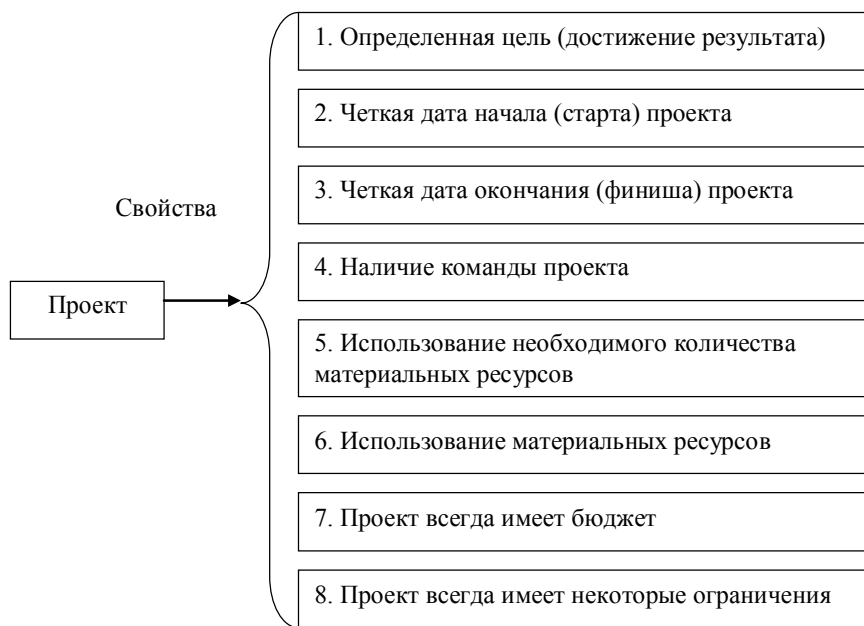 1. Определенная цель (достижение результата)
2. Четкая дата начала (старта) проекта
3. Четкая дата окончания (финиша) проекта
Свойства
4. Наличие команды проекта
Проект
5. Использование необходимого количества
материальных ресурсов
6. Использование материальных ресурсов
7. Проект всегда имеет бюджет
8. Проект всегда имеет некоторые ограничения